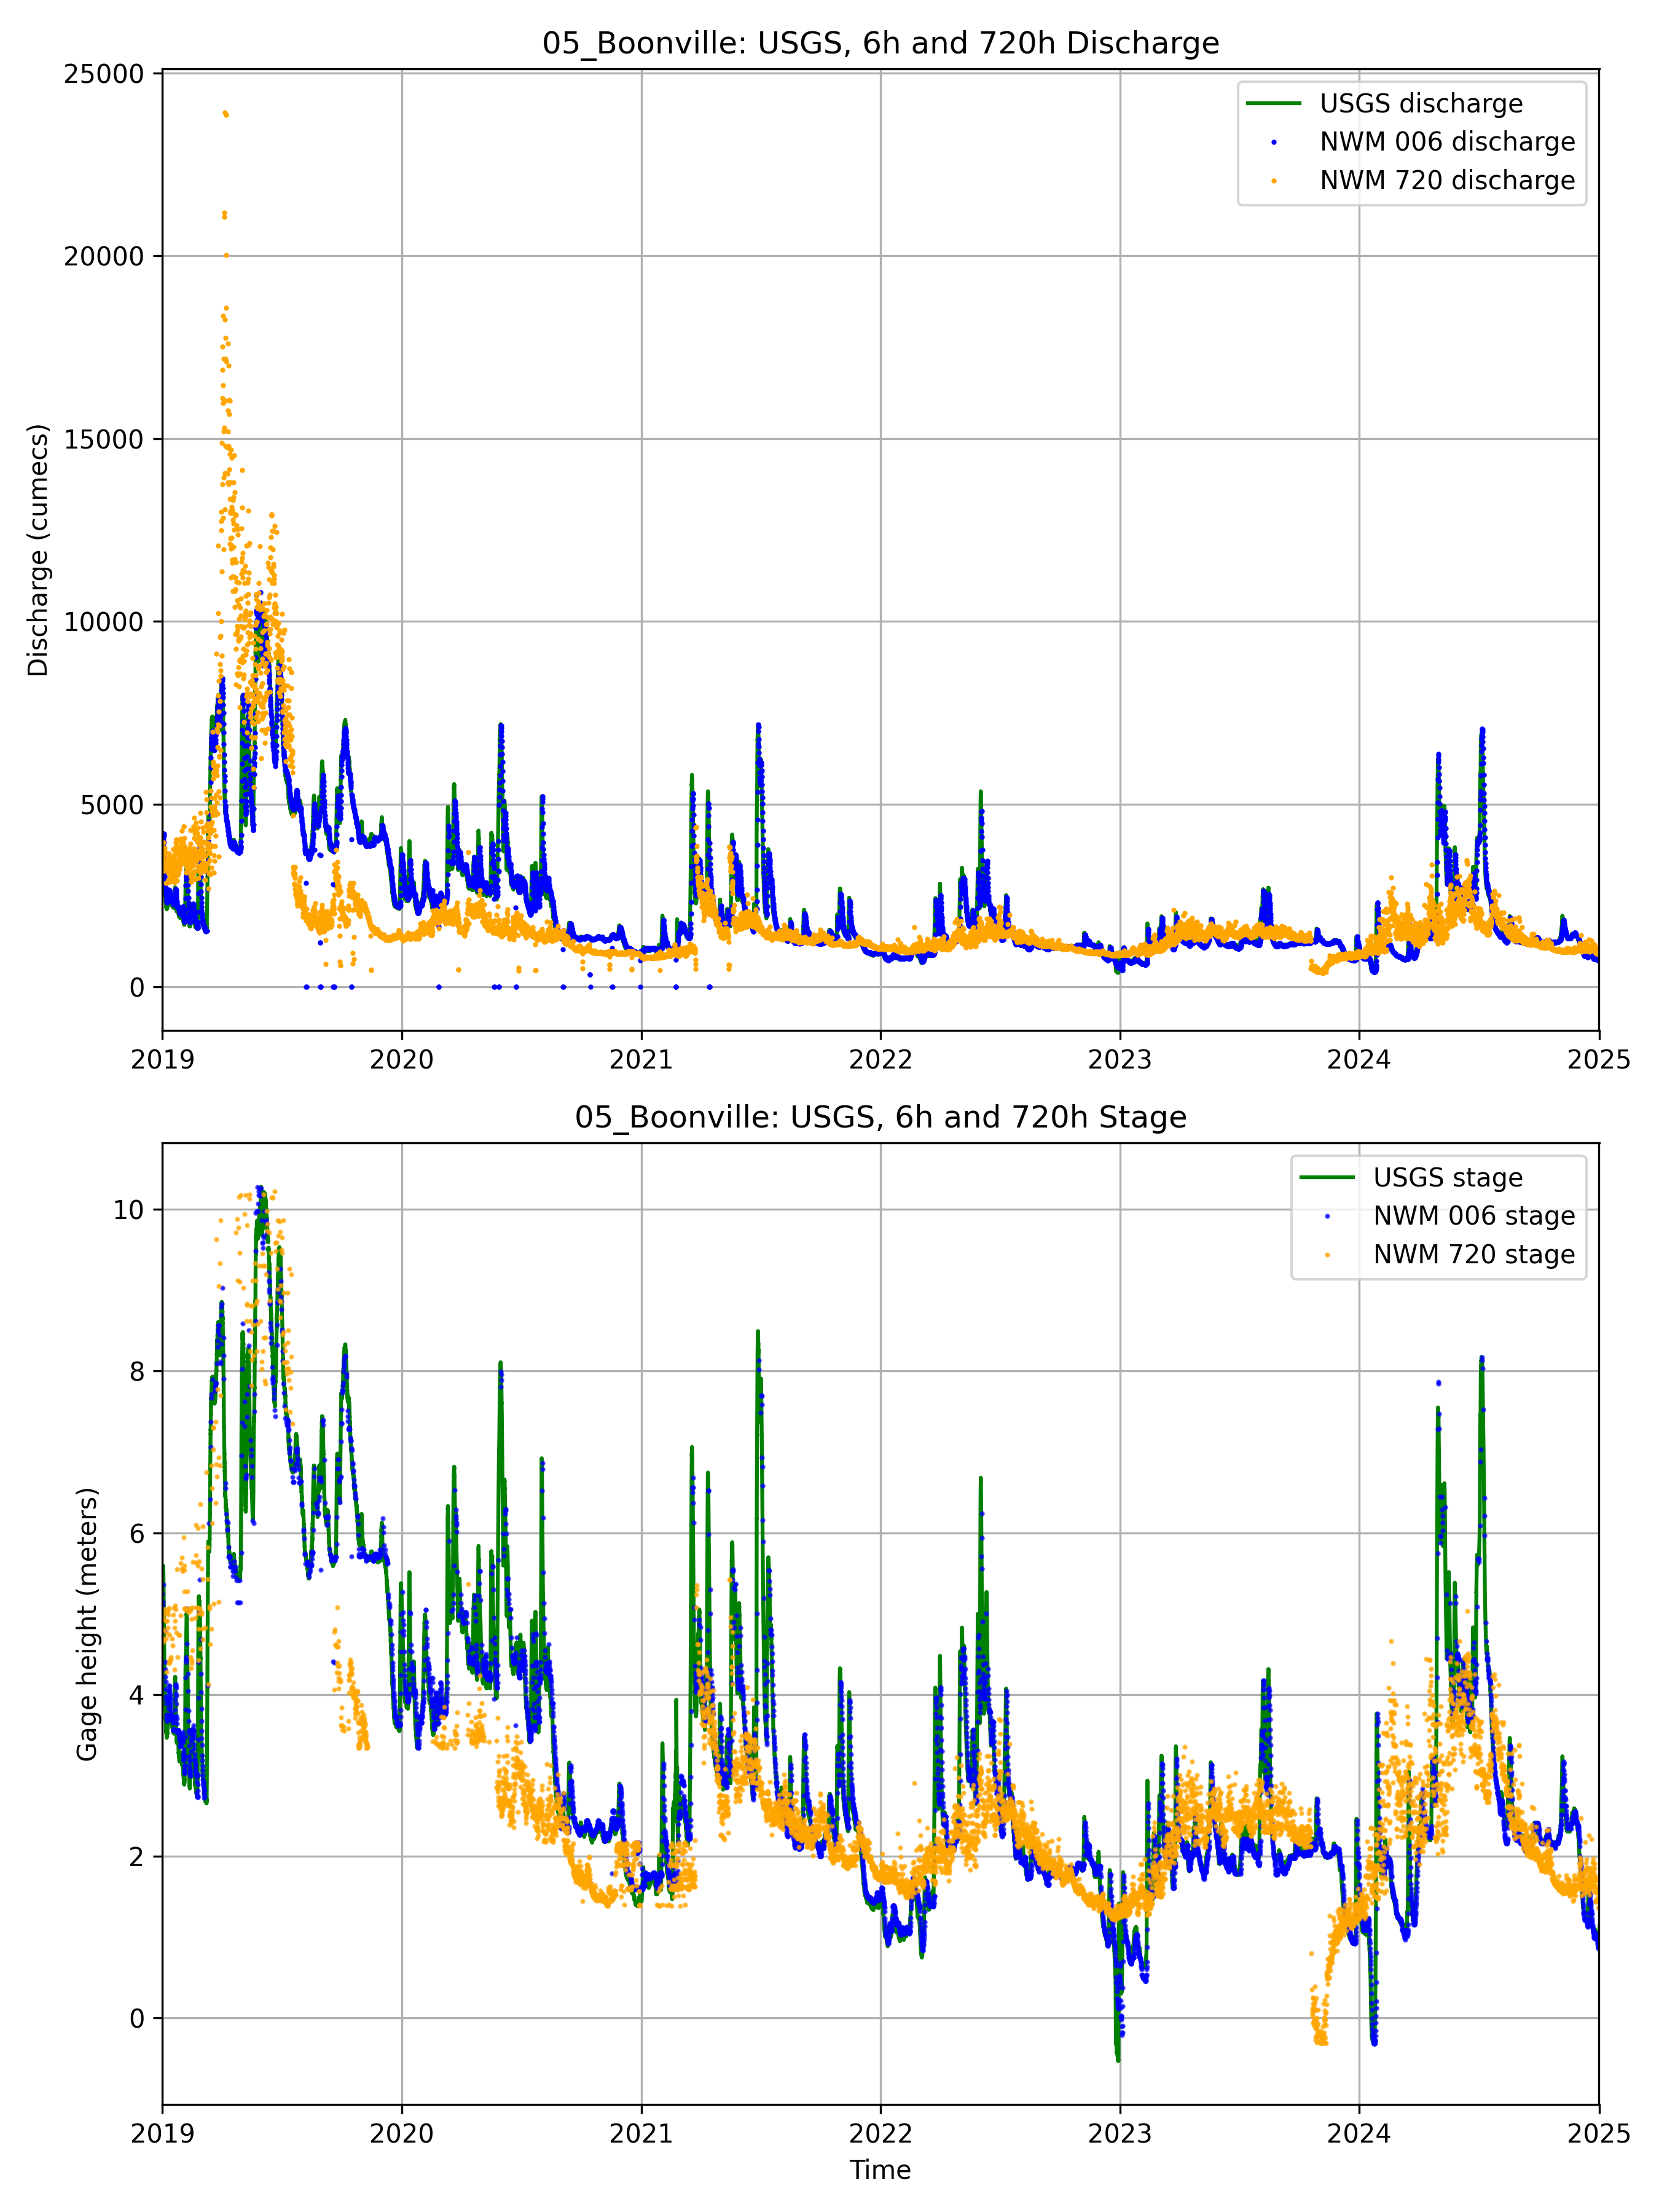 05_Boonville: USGS, 6h and 720h Discharge
25000
20000
15000
10000
5000
0
Discharge (cumecs)
USGS discharge
NWM 006 discharge
NWM 720 discharge
2019 2020 2021 2022 2023 2024 2025
05_Boonville: USGS, 6h and 720h Stage
10
8
6
4
2
0
Gage height (meters)
USGS stage
NWM 006 stage
NWM 720 stage
2019 2020 2021 2022 2023 2024 2025
Time